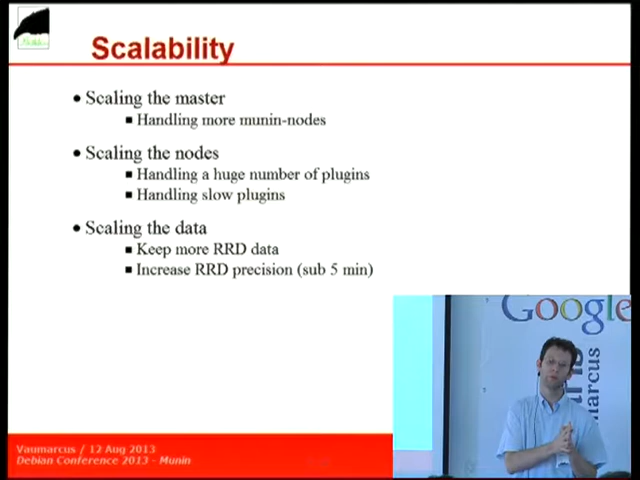 Scalability
Scaling the master
Handling more munin-nodes
Scaling the nodes
Handling a huge number of plugins
Handling slow plugins
Scaling the data
Keep more RRD data
Increase RRD precision (sub 5 min)
Google
marcus
Vaumarcus / 12 Aug 2013
Debian Conference 2013 - Munin